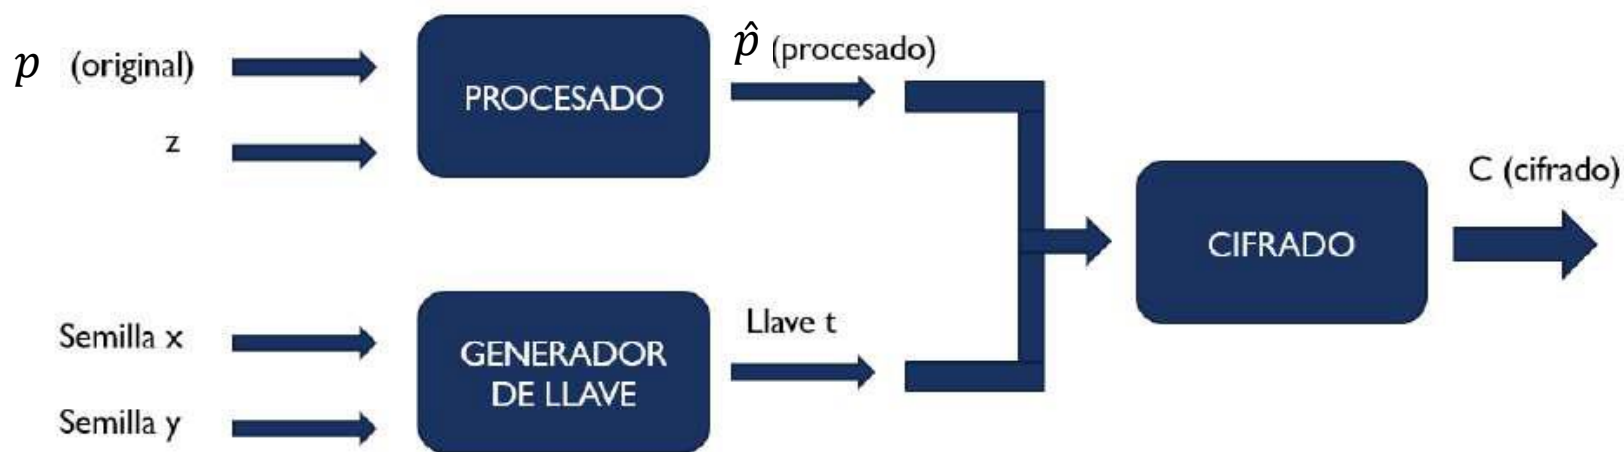 p (original)
z
PROCESADO
p̂ (procesado)
Semilla x
Semilla y
GENERADOR
DE LLAVE
Llave t
CIFRADO
C (cifrado)